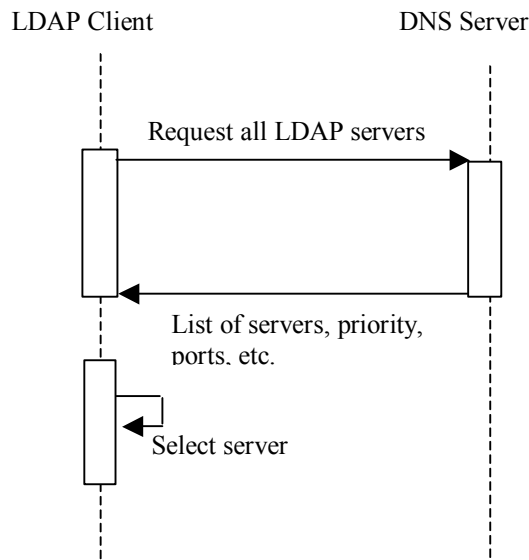 LDAP Client
DNS Server
Request all LDAP servers
List of servers, priority,
ports, etc.
Select server